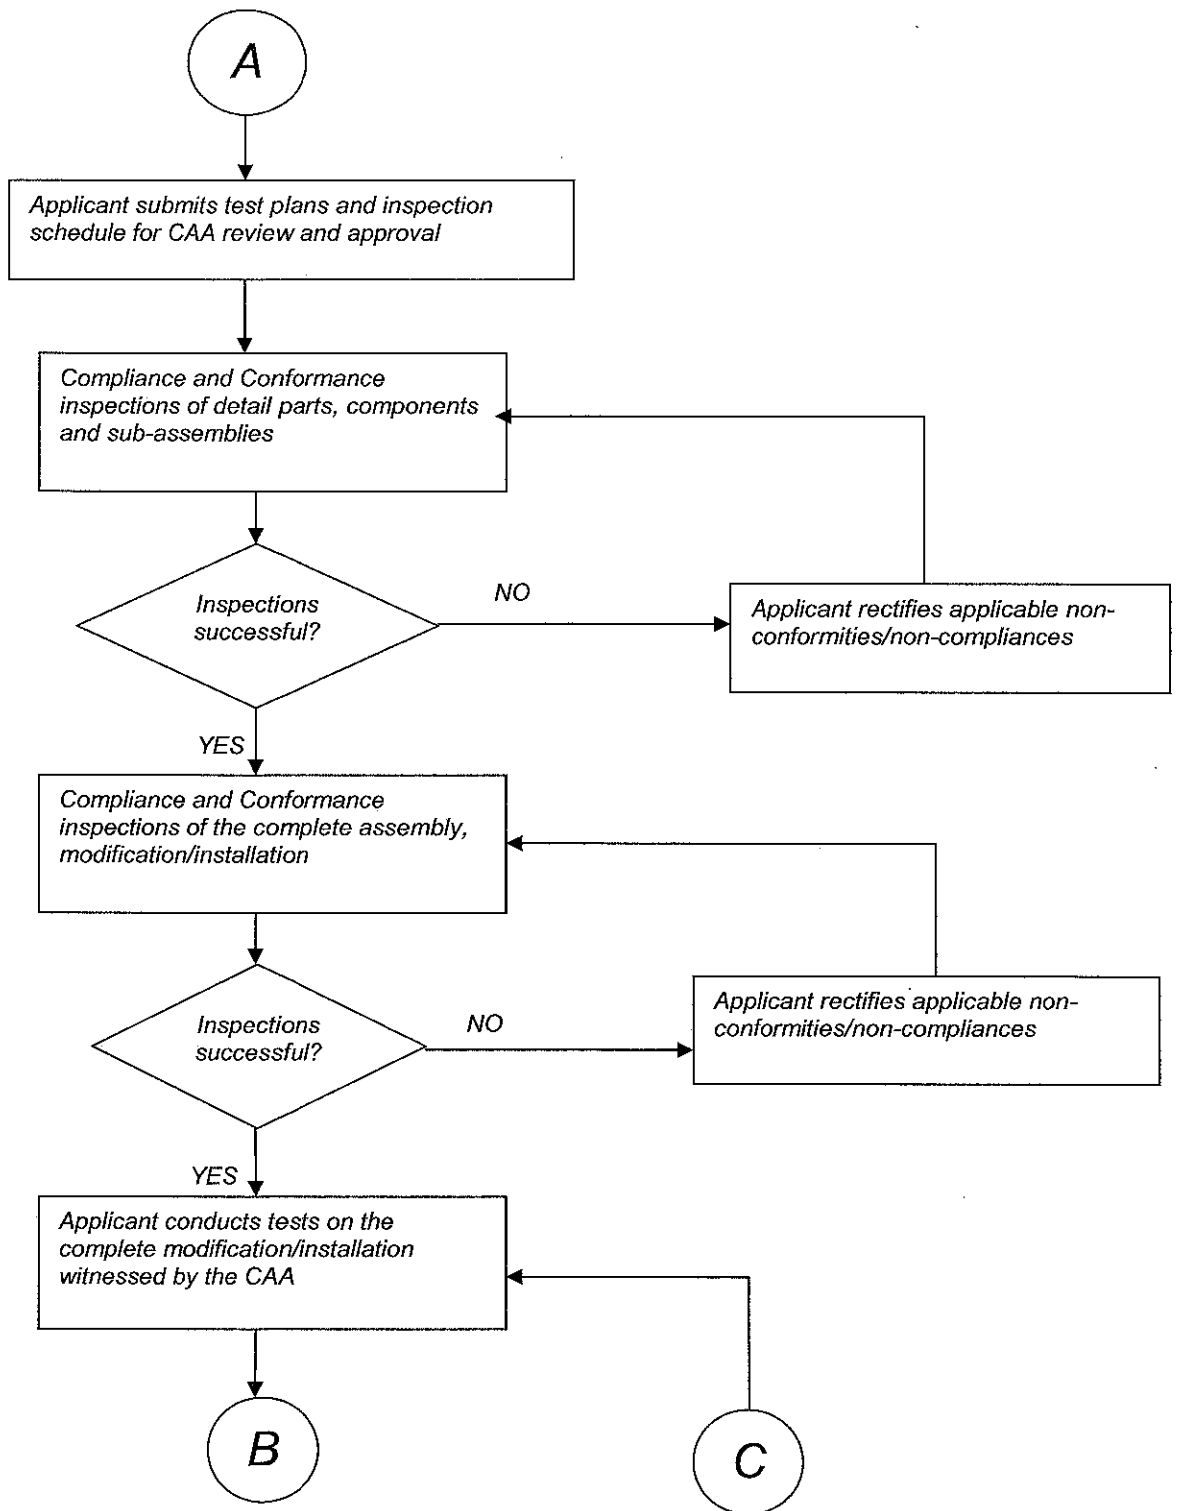 A
Applicant submits test plans and inspection
schedule for CAA review and approval
Compliance and Conformance
inspections of detail parts, components
and sub-assemblies
Inspections
successful?
NO
Applicant rectifies applicable non-
conformities/non-compliances
YES
Compliance and Conformance
inspections of the complete assembly,
modification/installation
Inspections
successful?
NO
Applicant rectifies applicable non-
conformities/non-compliances
YES
Applicant conducts tests on the
complete modification/installation
witnessed by the CAA
B
C